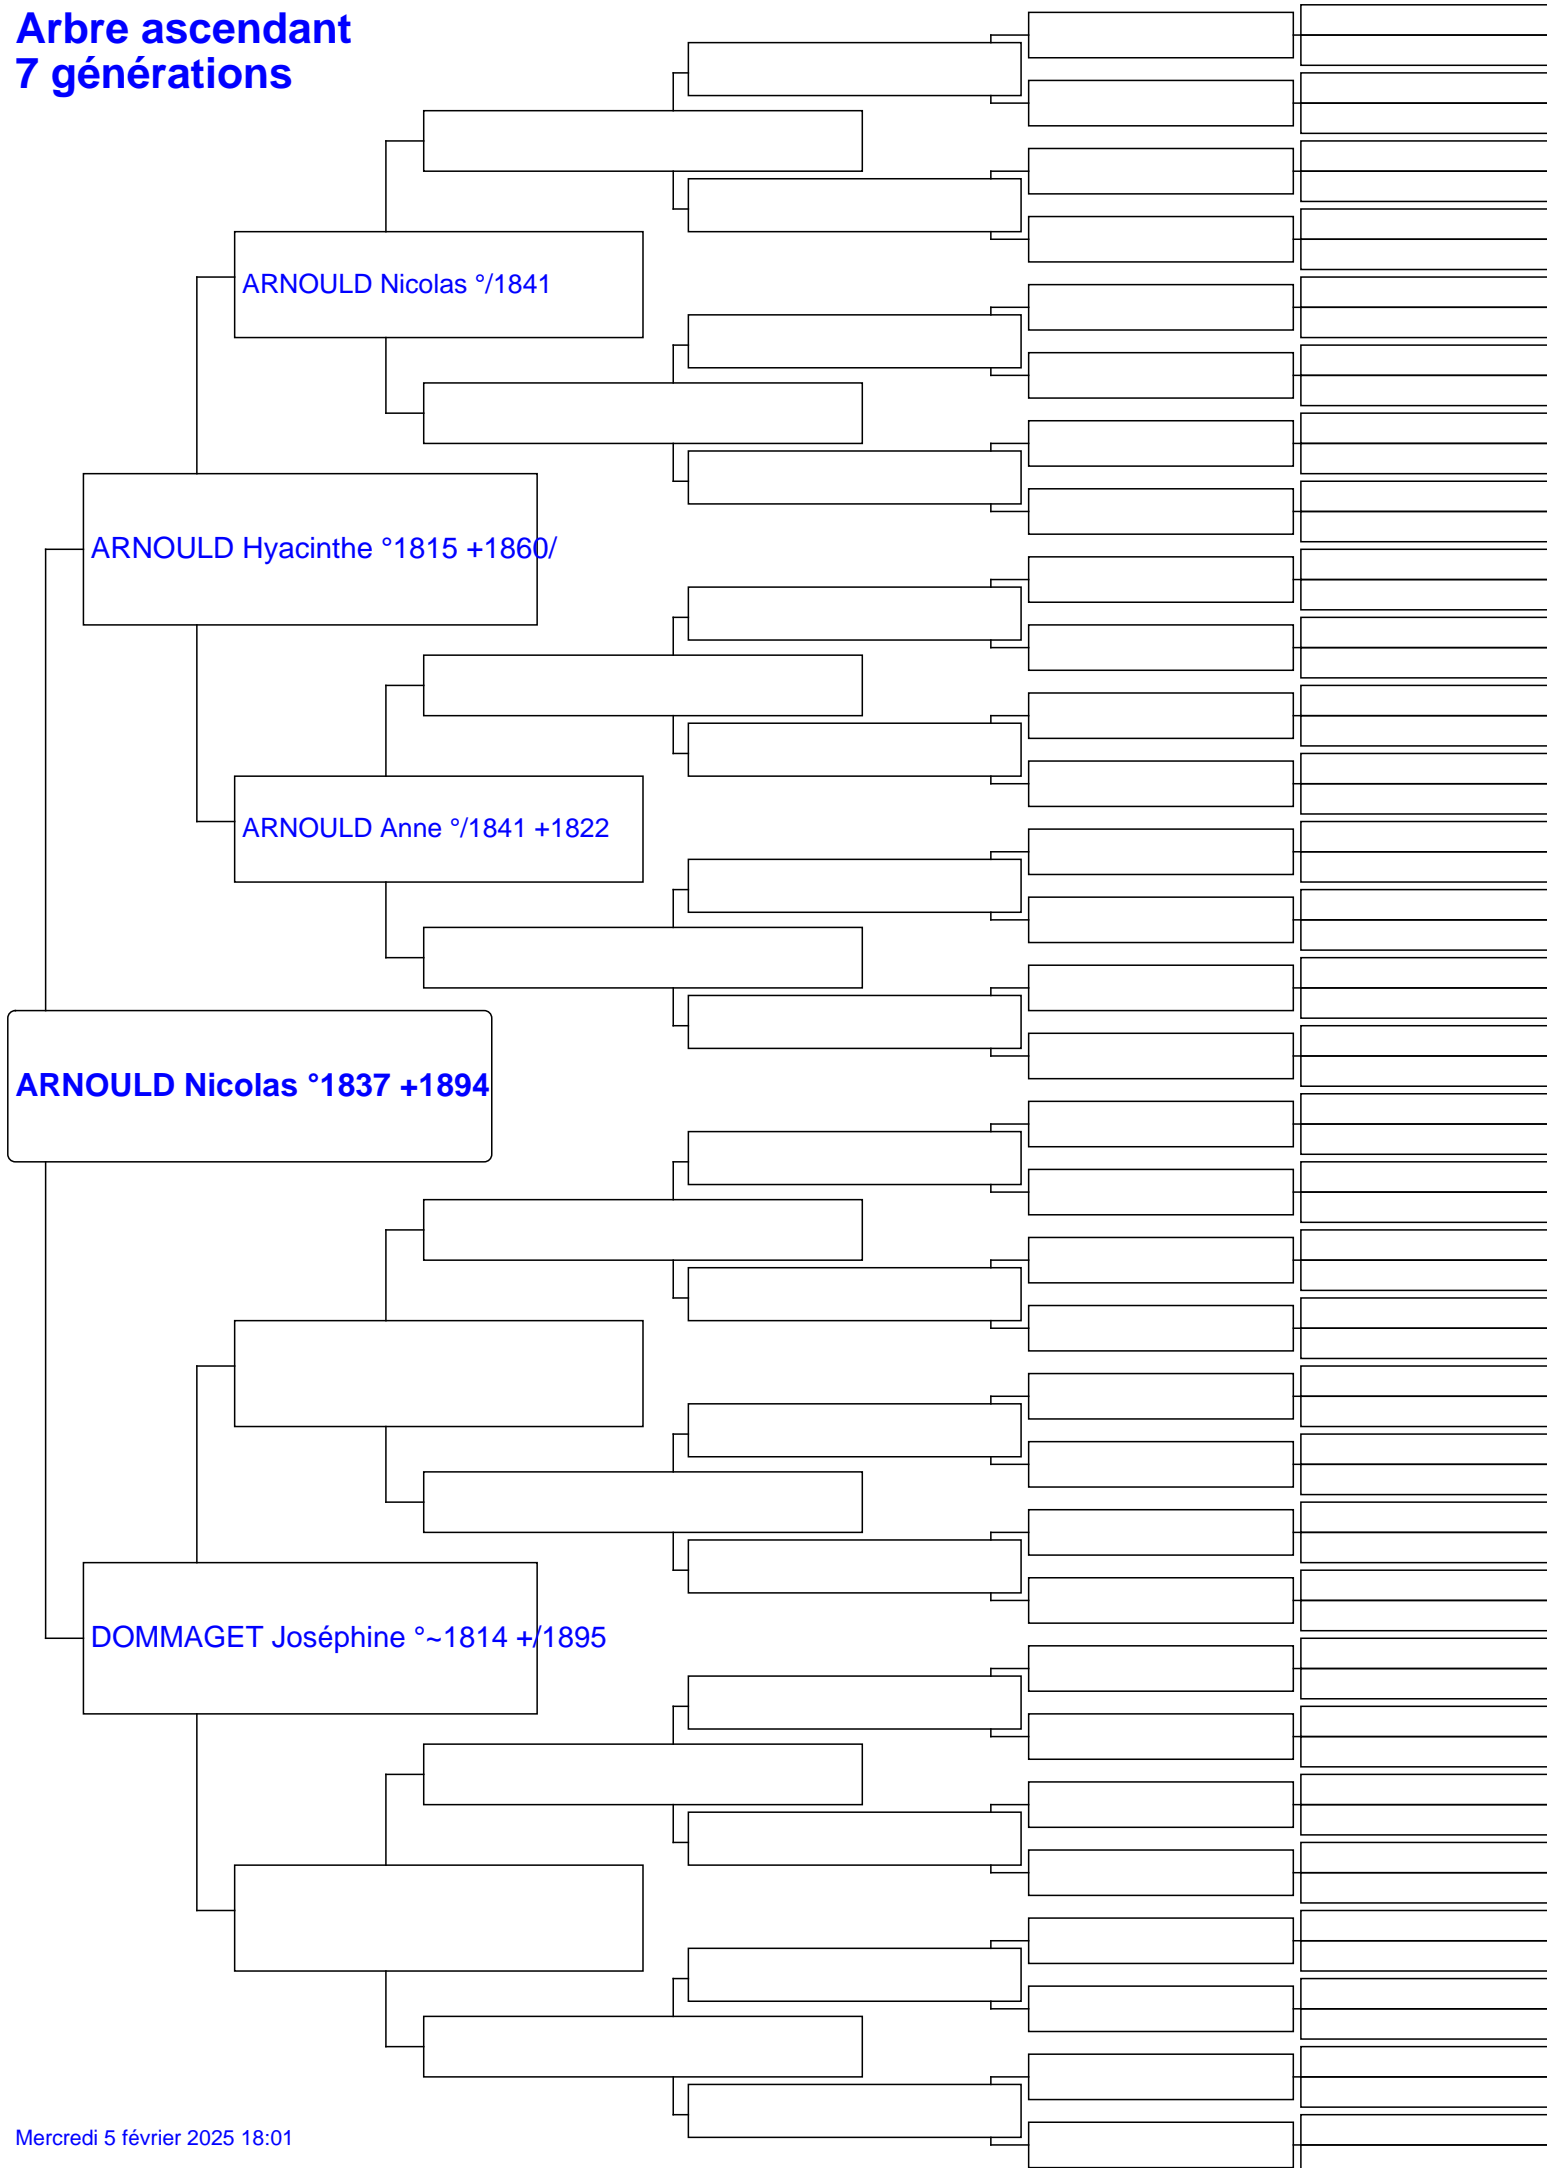 Arbre ascendant
7 générations
ARNOULD Nicolas °/1841
ARNOULD Hyacinthe °1815 +1860/
ARNOULD Anne °/1841 +1822
ARNOULD Nicolas °1837 +1894
DOMMAGET Joséphine °~1814 +/1895
Mercredi 5 février 2025 18:01